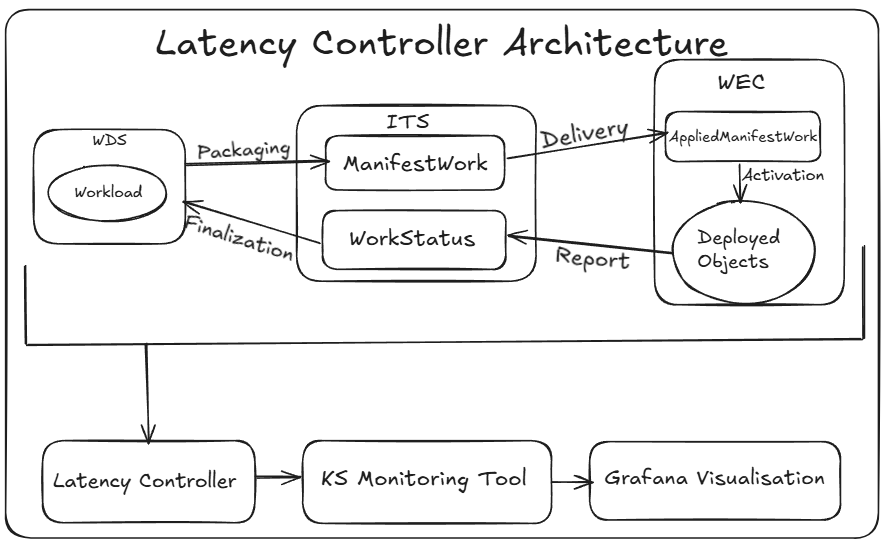 Latency Controller Architecture
WEC
WDS
ITS
Packaging
Delivery
AppliedManifestWork
ManifestWork
Workload
Activation
Finalization
WorkStatus
Report
Deployed
Objects
Latency Controller
KS Monitoring Tool
Grafana Visualisation